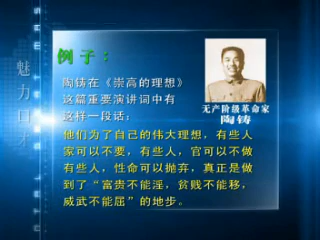 例子：
陶铸在《崇高的理想》
这篇重要演讲词中有
这样一段话：
他们为了自己的伟大理想，有些人
家可以不要，有些人，官可以不做
有些人，性命可以抛弃，真正是做
到了“富贵不能淫，贫贱不能移，
威武不能屈”的地步。
无产阶级革命家
陶铸
魅力口才